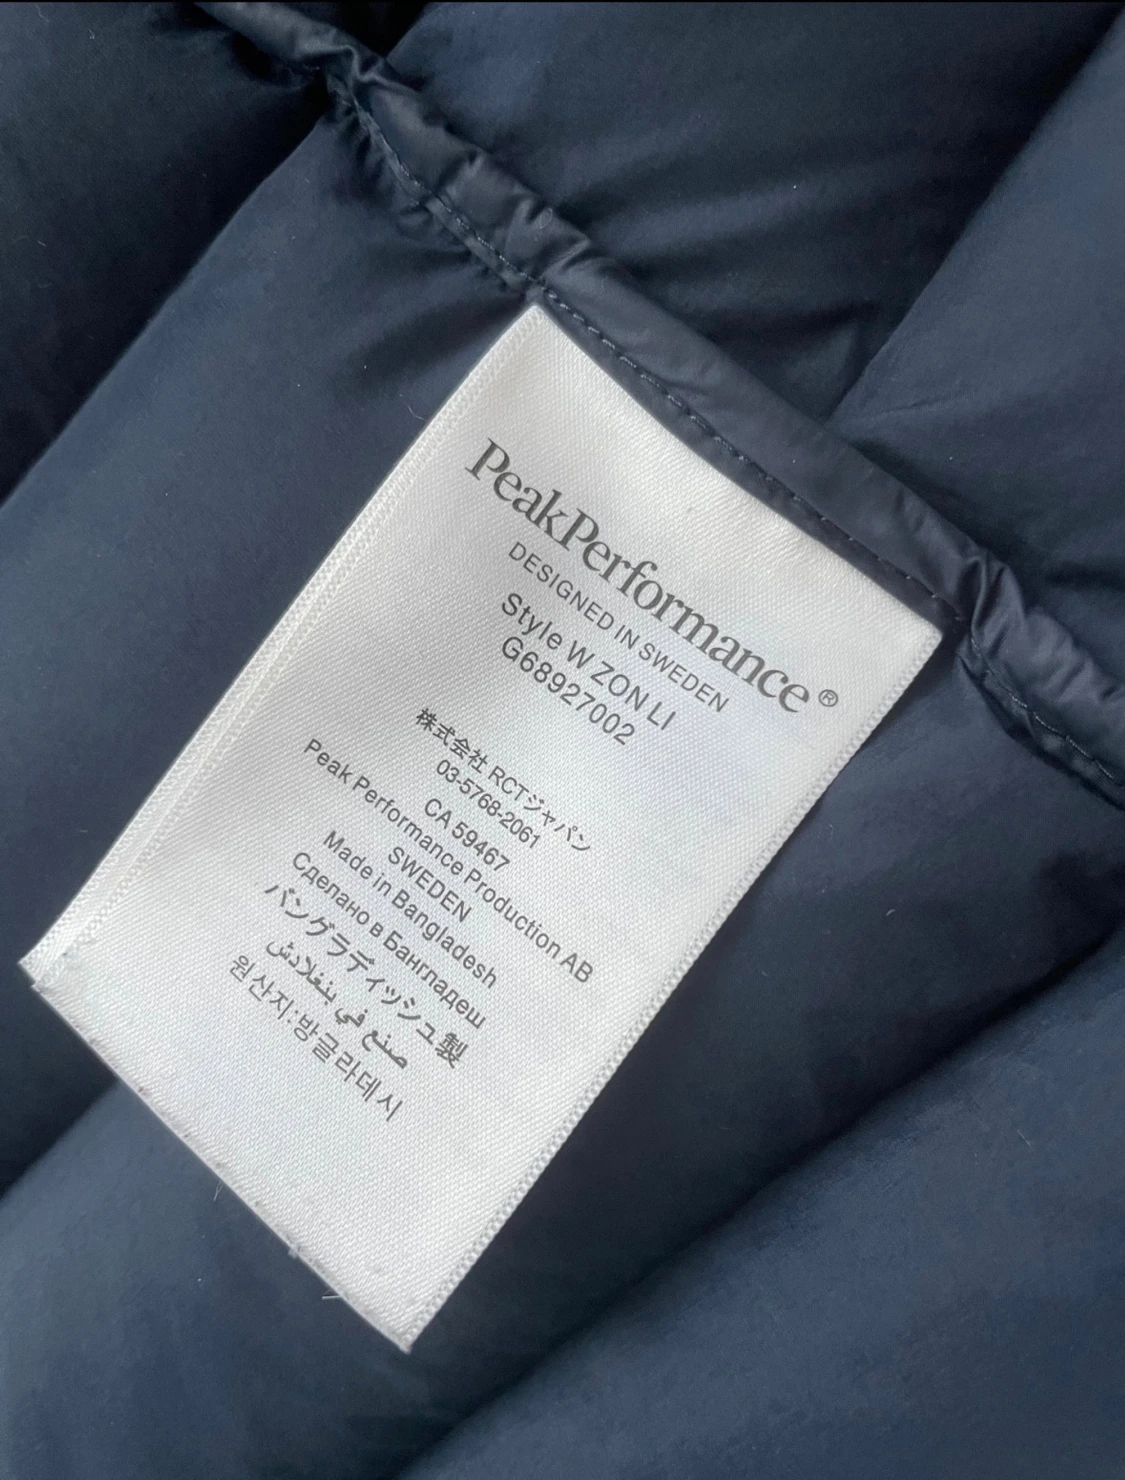 PeakPerformance®
DESIGNED IN SWEDEN
Style W ZON LI
G68927002
株式会社 RCTジャパン
03-5768-2061
CA 59467
Peak Performance Production AB
SWEDEN
Made in Bangladesh
Сделано в Бангладеш
バングラディッシュ製
صنع في بنغلادش
원산지:방글라데시